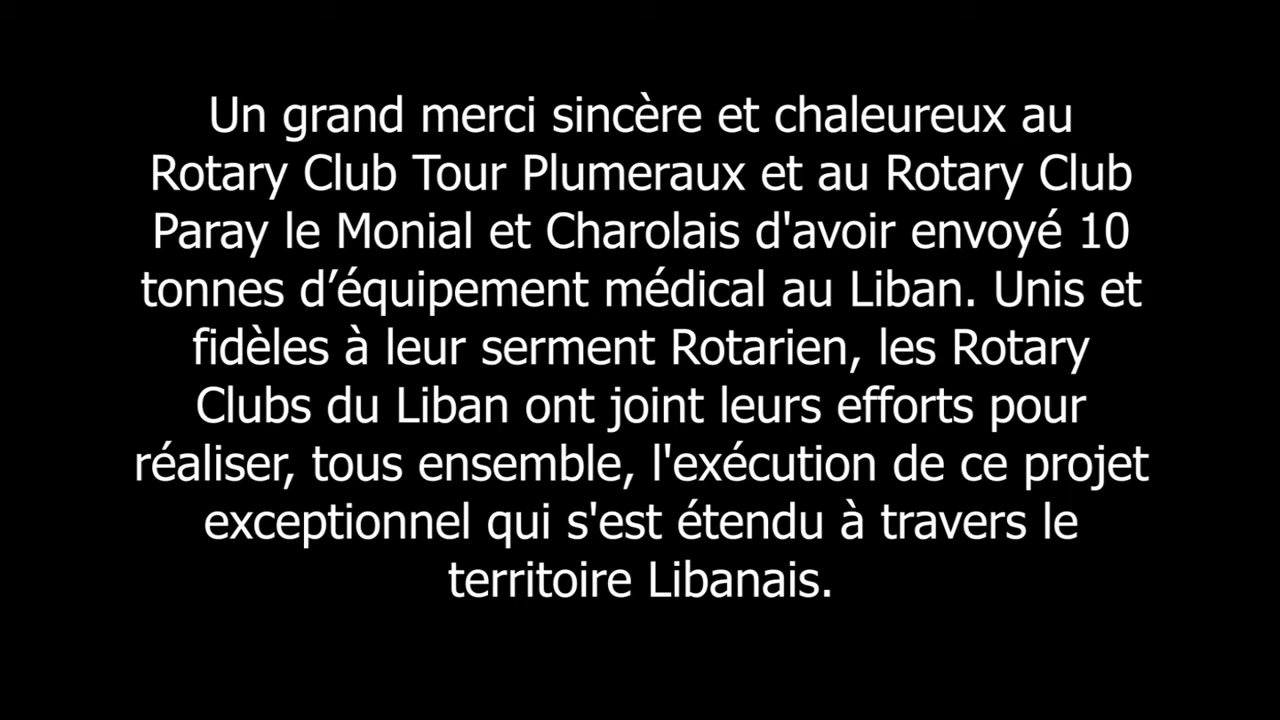 Un grand merci sincère et chaleureux au
Rotary Club Tour Plumeraux et au Rotary Club
Paray le Monial et Charolais d'avoir envoyé 10
tonnes d’équipement médical au Liban. Unis et
fidèles à leur serment Rotarien, les Rotary
Clubs du Liban ont joint leurs efforts pour
réaliser, tous ensemble, l'exécution de ce projet
exceptionnel qui s'est étendu à travers le
territoire Libanais.